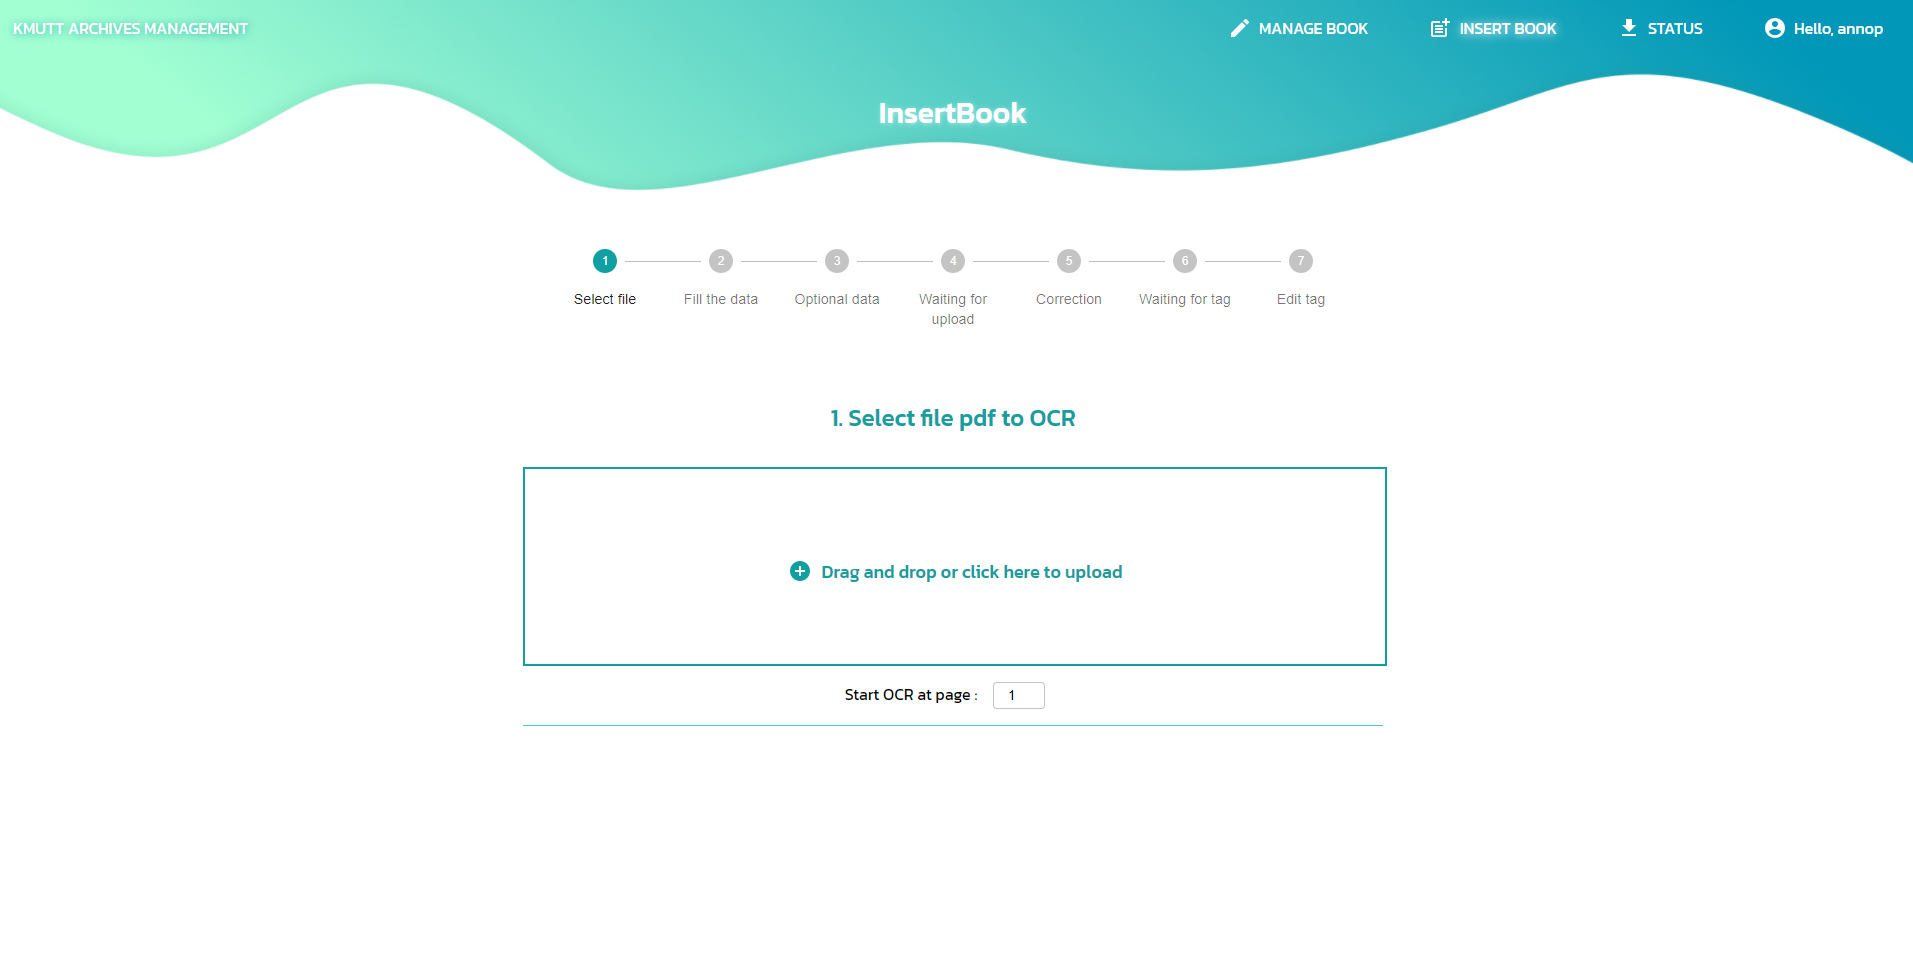 KMUTT ARCHIVES MANAGEMENT
MANAGE BOOK
INSERT BOOK
STATUS
Hello, annop
InsertBook
1
2
3
4
5
6
7
Select file
Fill the data
Optional data
Waiting for
upload
Correction
Waiting for tag
Edit tag
1. Select file pdf to OCR
Drag and drop or click here to upload
Start OCR at page :
1